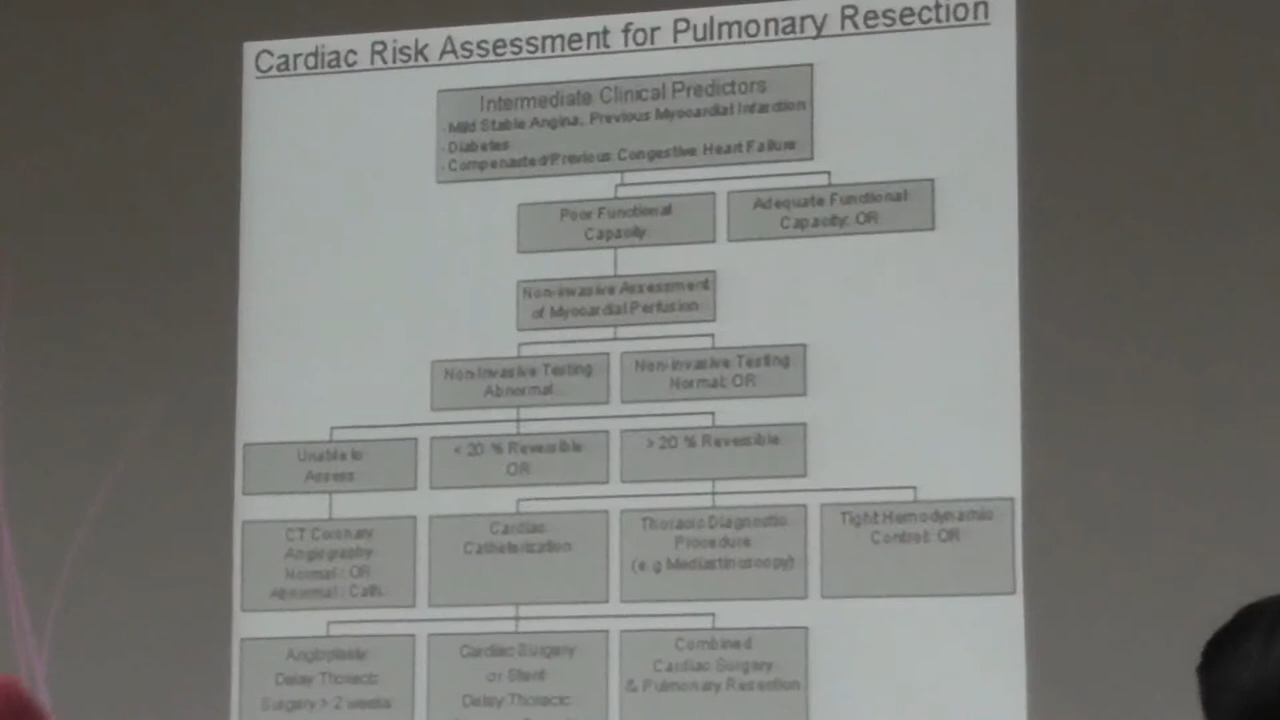 Cardiac Risk Assessment for Pulmonary Resection
Intermediate Clinical Predictors
- Mild Stable Angina, Previous Myocardial Infarction
- Diabetes
- Compenasted/Previous Congestive Heart Failure
Poor Functional
Capacity
Adequate Functional
Capacity: OR
Non-invasive Assessment
of Myocardial Perfusion
Non-Invasive Testing
Abnormal
Non-invasive Testing
Normal: OR
Unable to
Assess
< 20 % Reversible
OR
> 20 % Reversible
CT Coronary
Angiography
Normal : OR
Abnormal : Cath.
Cardiac
Catheterization
Thoracic Diagnostic
Procedure
(e.g Mediastinoscopy)
Tight Hemodynamic
Control: OR
Angioplasty
Delay Thoracic
Surgery > 2 weeks
Cardiac Surgery
or Stent
Delay Thoracic
Combined
Cardiac Surgery
& Pulmonary Resection